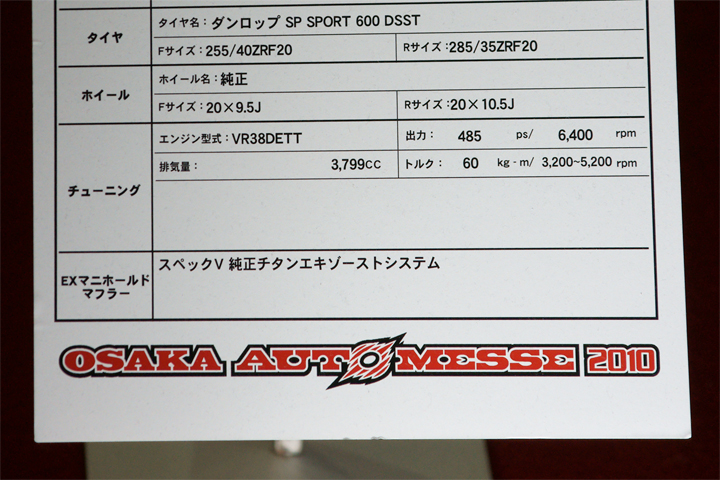 タイヤ
タイヤ名：ダンロップ SP SPORT 600 DSST
Fサイズ：255/40ZRF20 Rサイズ：285/35ZRF20
ホイール
ホイール名：純正
Fサイズ：20×9.5J Rサイズ：20×10.5J
チューニング
エンジン型式：VR38DETT 出力： 485 ps/ 6,400 rpm
排気量： 3,799cc トルク： 60 kg-m/ 3,200~5,200 rpm
EXマニホールド
マフラー
スペックV 純正チタンエキゾーストシステム
OSAKA AUTOMESSE 2010